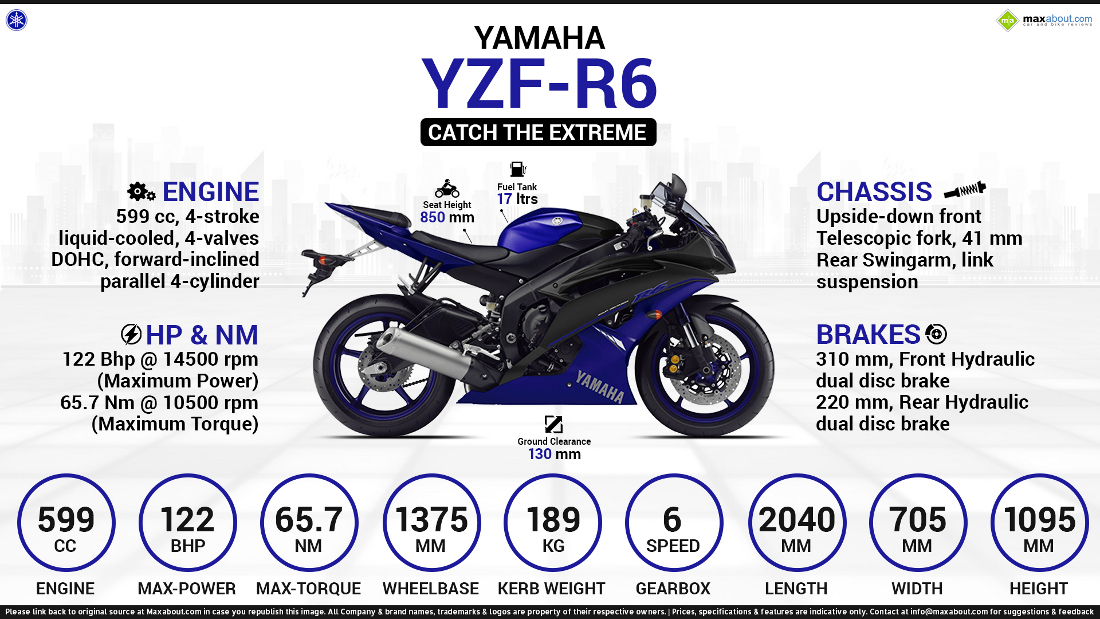 maxabout.com
car and bike reviews
YAMAHA
YZF-R6
CATCH THE EXTREME
ENGINE
599 cc, 4-stroke
liquid-cooled, 4-valves
DOHC, forward-inclined
parallel 4-cylinder
HP & NM
122 Bhp @ 14500 rpm
(Maximum Power)
65.7 Nm @ 10500 rpm
(Maximum Torque)
Seat Height
850 mm
Fuel Tank
17 ltrs
R6
YAMAHA
Ground Clearance
130 mm
CHASSIS
Upside-down front
Telescopic fork, 41 mm
Rear Swingarm, link
suspension
BRAKES
310 mm, Front Hydraulic
dual disc brake
220 mm, Rear Hydraulic
dual disc brake
599
CC
ENGINE
122
BHP
MAX-POWER
65.7
NM
MAX-TORQUE
1375
MM
WHEELBASE
189
KG
KERB WEIGHT
6
SPEED
GEARBOX
2040
MM
LENGTH
705
MM
WIDTH
1095
MM
HEIGHT
Please link back to original source at Maxabout.com in case you republish this image. All Company & brand names, trademarks & logos are property of their respective owners. | Prices, specifications & features are indicative only. Contact at info@maxabout.com for suggestions & feedback